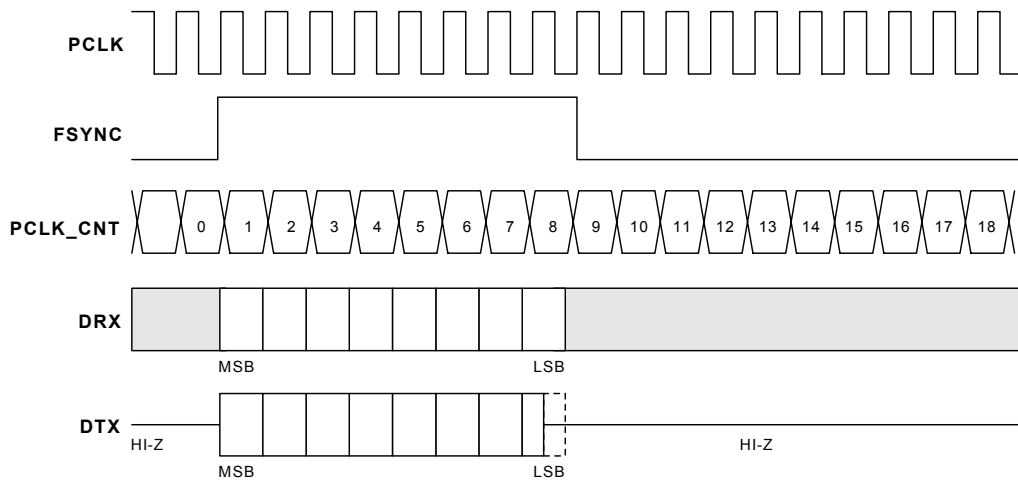 PCLK
FSYNC
PCLK_CNT 0 1 2 3 4 5 6 7 8 9 10 11 12 13 14 15 16 17 18
DRX
MSB LSB
DTX
HI-Z HI-Z
MSB LSB